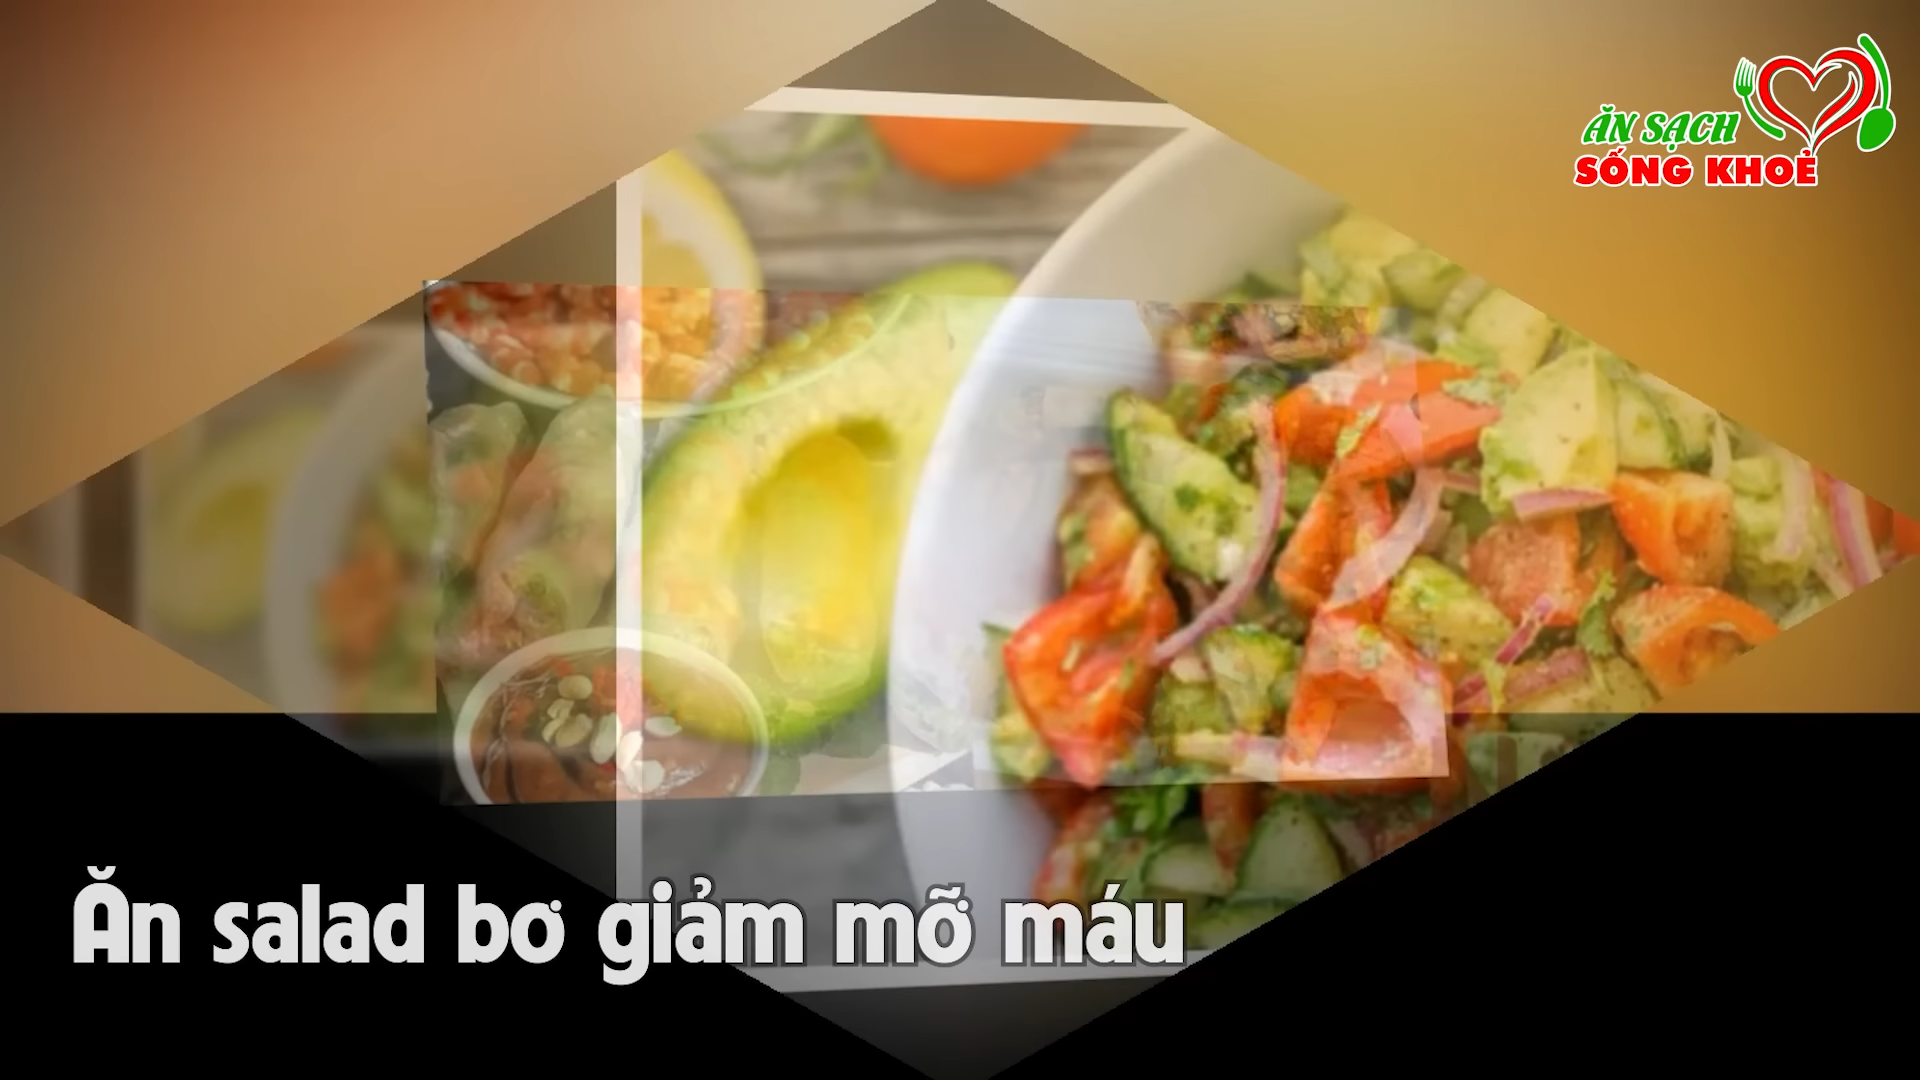 ĂN SẠCH
SỐNG KHOẺ
Ăn salad bơ giảm mỡ máu